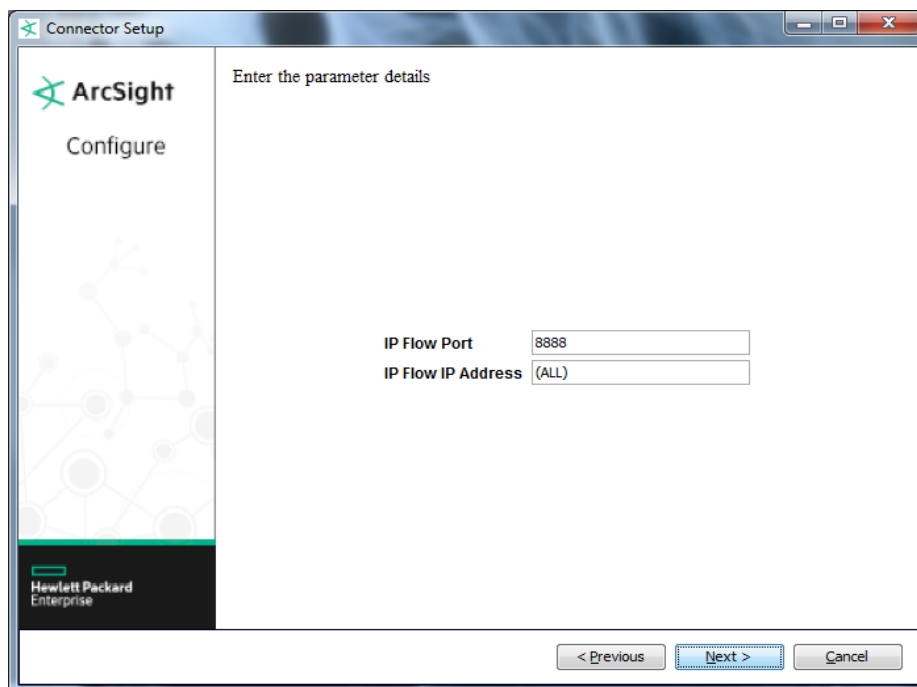 Connector Setup
ArcSight
Configure
Enter the parameter details
IP Flow Port 8888
IP Flow IP Address (ALL)
Hewlett Packard
Enterprise
< Previous Next > Cancel